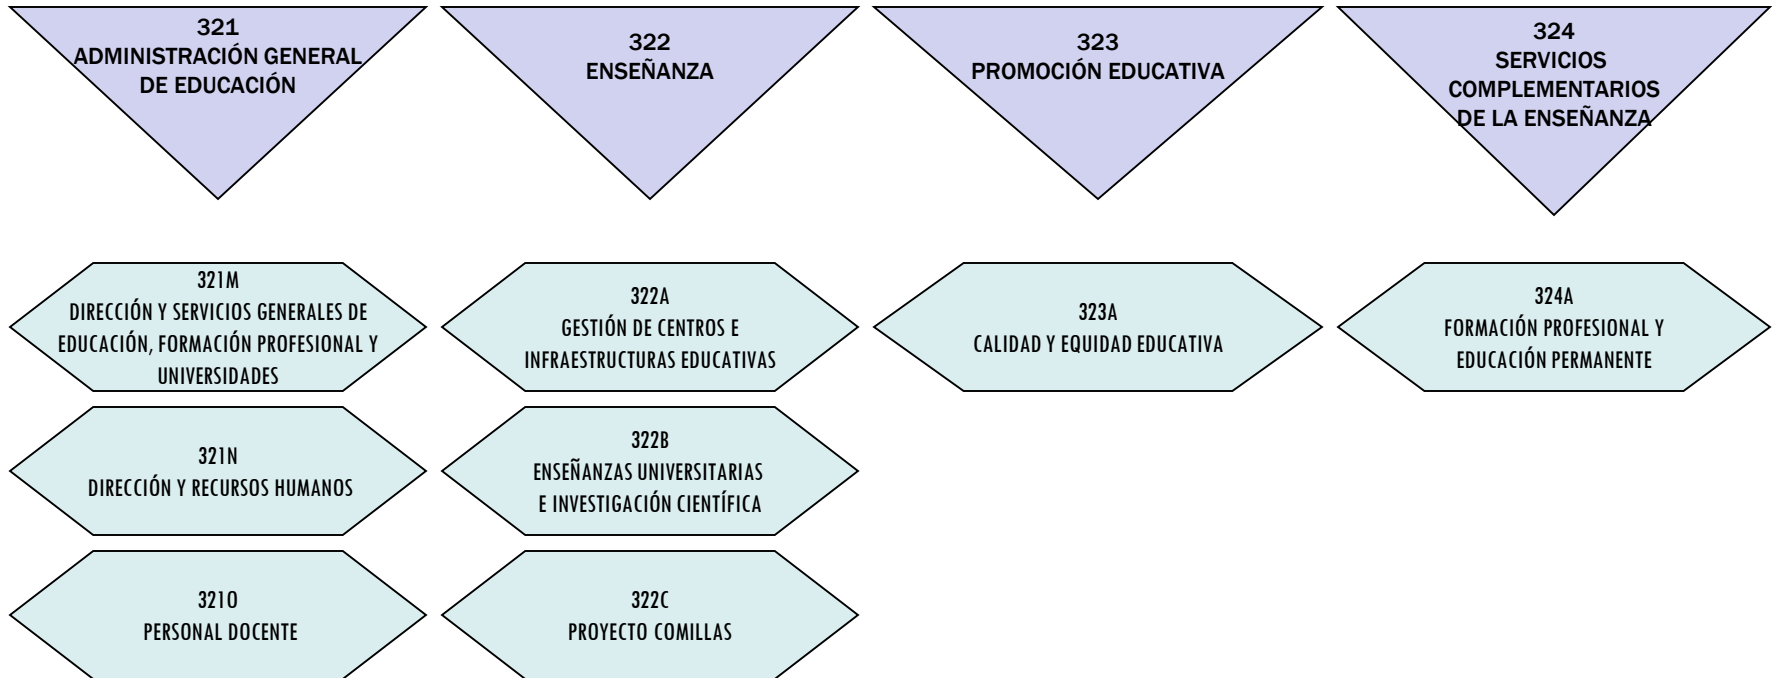 321
ADMINISTRACIÓN GENERAL
DE EDUCACIÓN
322
ENSEÑANZA
323
PROMOCIÓN EDUCATIVA
324
SERVICIOS
COMPLEMENTARIOS
DE LA ENSEÑANZA
321M
DIRECCIÓN Y SERVICIOS GENERALES DE
EDUCACIÓN, FORMACIÓN PROFESIONAL Y
UNIVERSIDADES
322A
GESTIÓN DE CENTROS E
INFRAESTRUCTURAS EDUCATIVAS
323A
CALIDAD Y EQUIDAD EDUCATIVA
324A
FORMACIÓN PROFESIONAL Y
EDUCACIÓN PERMANENTE
321N
DIRECCIÓN Y RECURSOS HUMANOS
322B
ENSEÑANZAS UNIVERSITARIAS
E INVESTIGACIÓN CIENTÍFICA
321O
PERSONAL DOCENTE
322C
PROYECTO COMILLAS